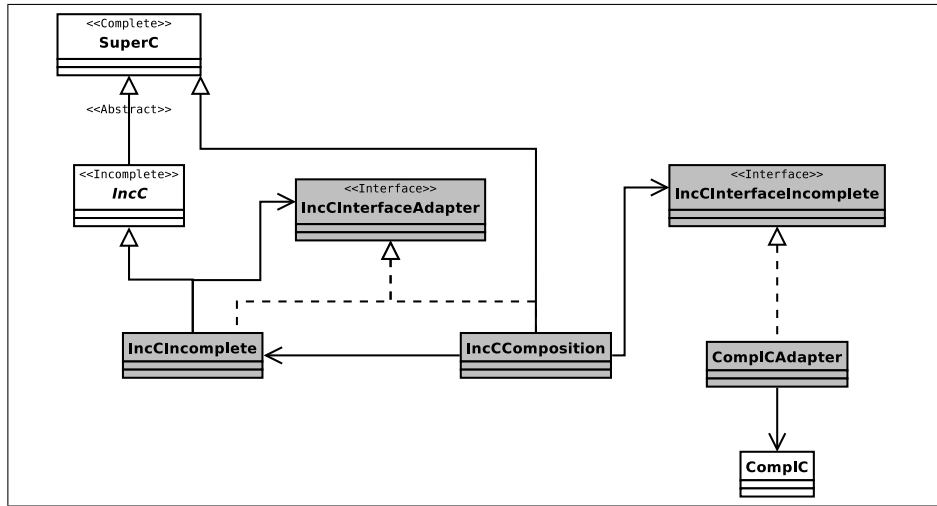 <<Complete>>
SuperC
<<Abstract>>
<<Incomplete>>
IncC
<<Interface>>
IncCInterfaceAdapter
<<Interface>>
IncCInterfaceIncomplete
IncCIncomplete
IncCComposition
ComplCAdapter
ComplC